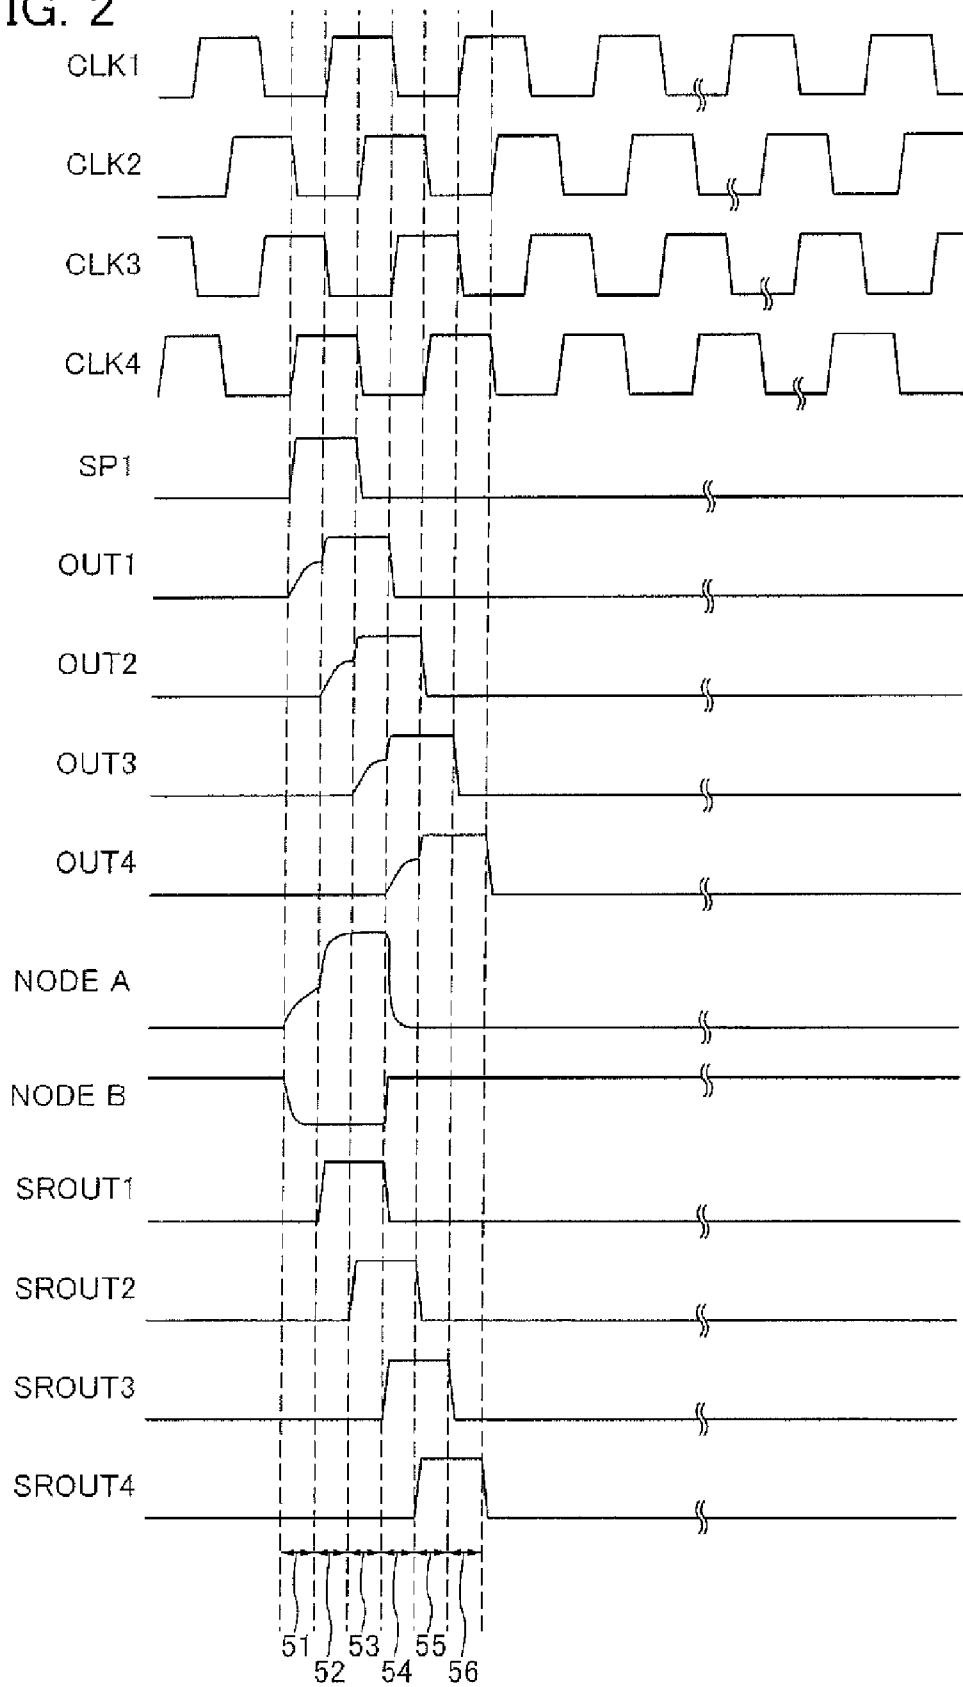 IG. 2
CLK1
CLK2
CLK3
CLK4
SP1
OUT1
OUT2
OUT3
OUT4
NODE A
NODE B
SROUT1
SROUT2
SROUT3
SROUT4
51 53 55
52 54 56